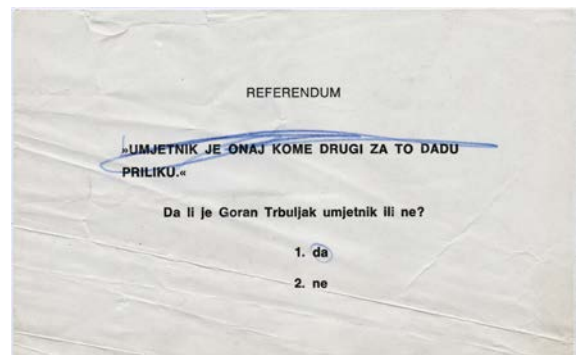 REFERENDUM
»UMJETNIK JE ONAJ KOME DRUGI ZA TO DADU
PRILIKU.«
Da li je Goran Trbuljak umjetnik ili ne?
1. da
2. ne